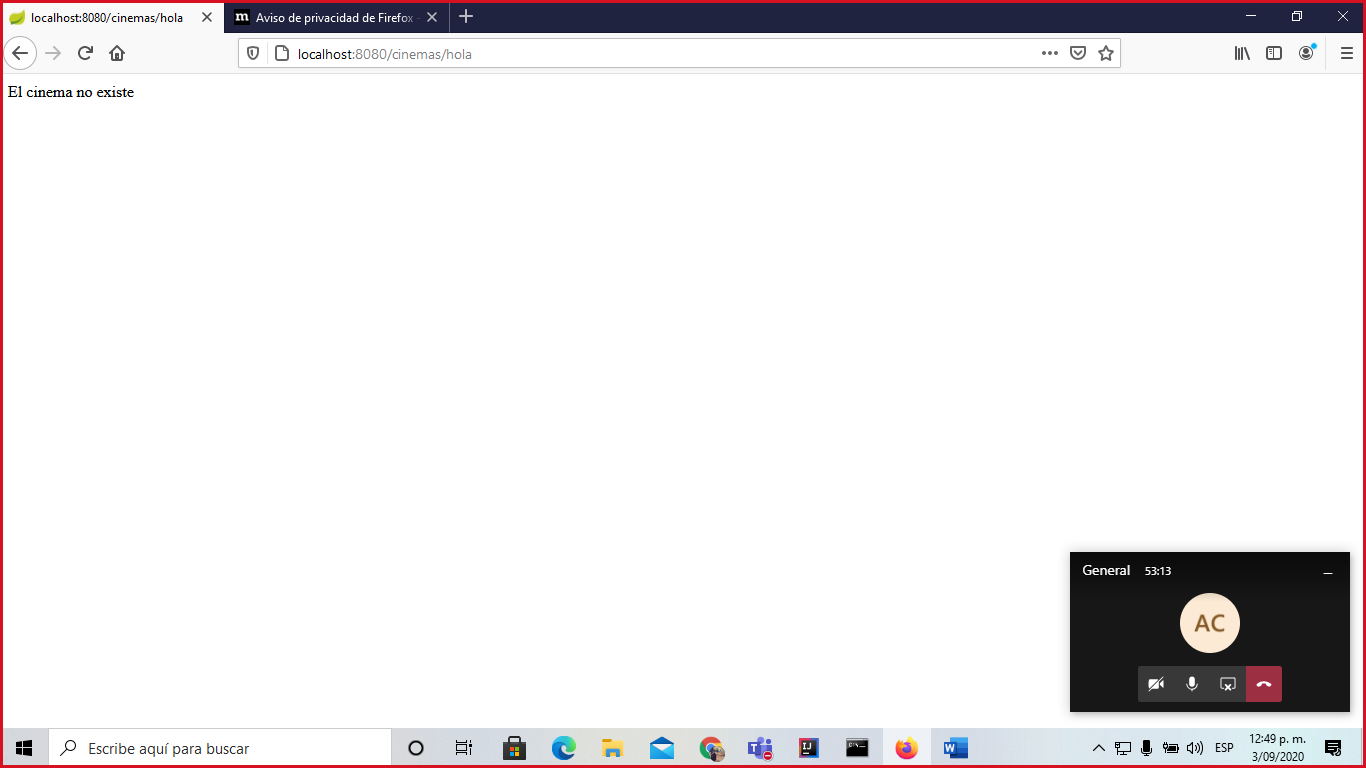 localhost:8080/cinemas/hola
m Aviso de privacidad de Firefox -
localhost:8080/cinemas/hola
El cinema no existe
General 53:13
AC
Escribe aquí para buscar
ESP
12:49 p. m.
3/09/2020